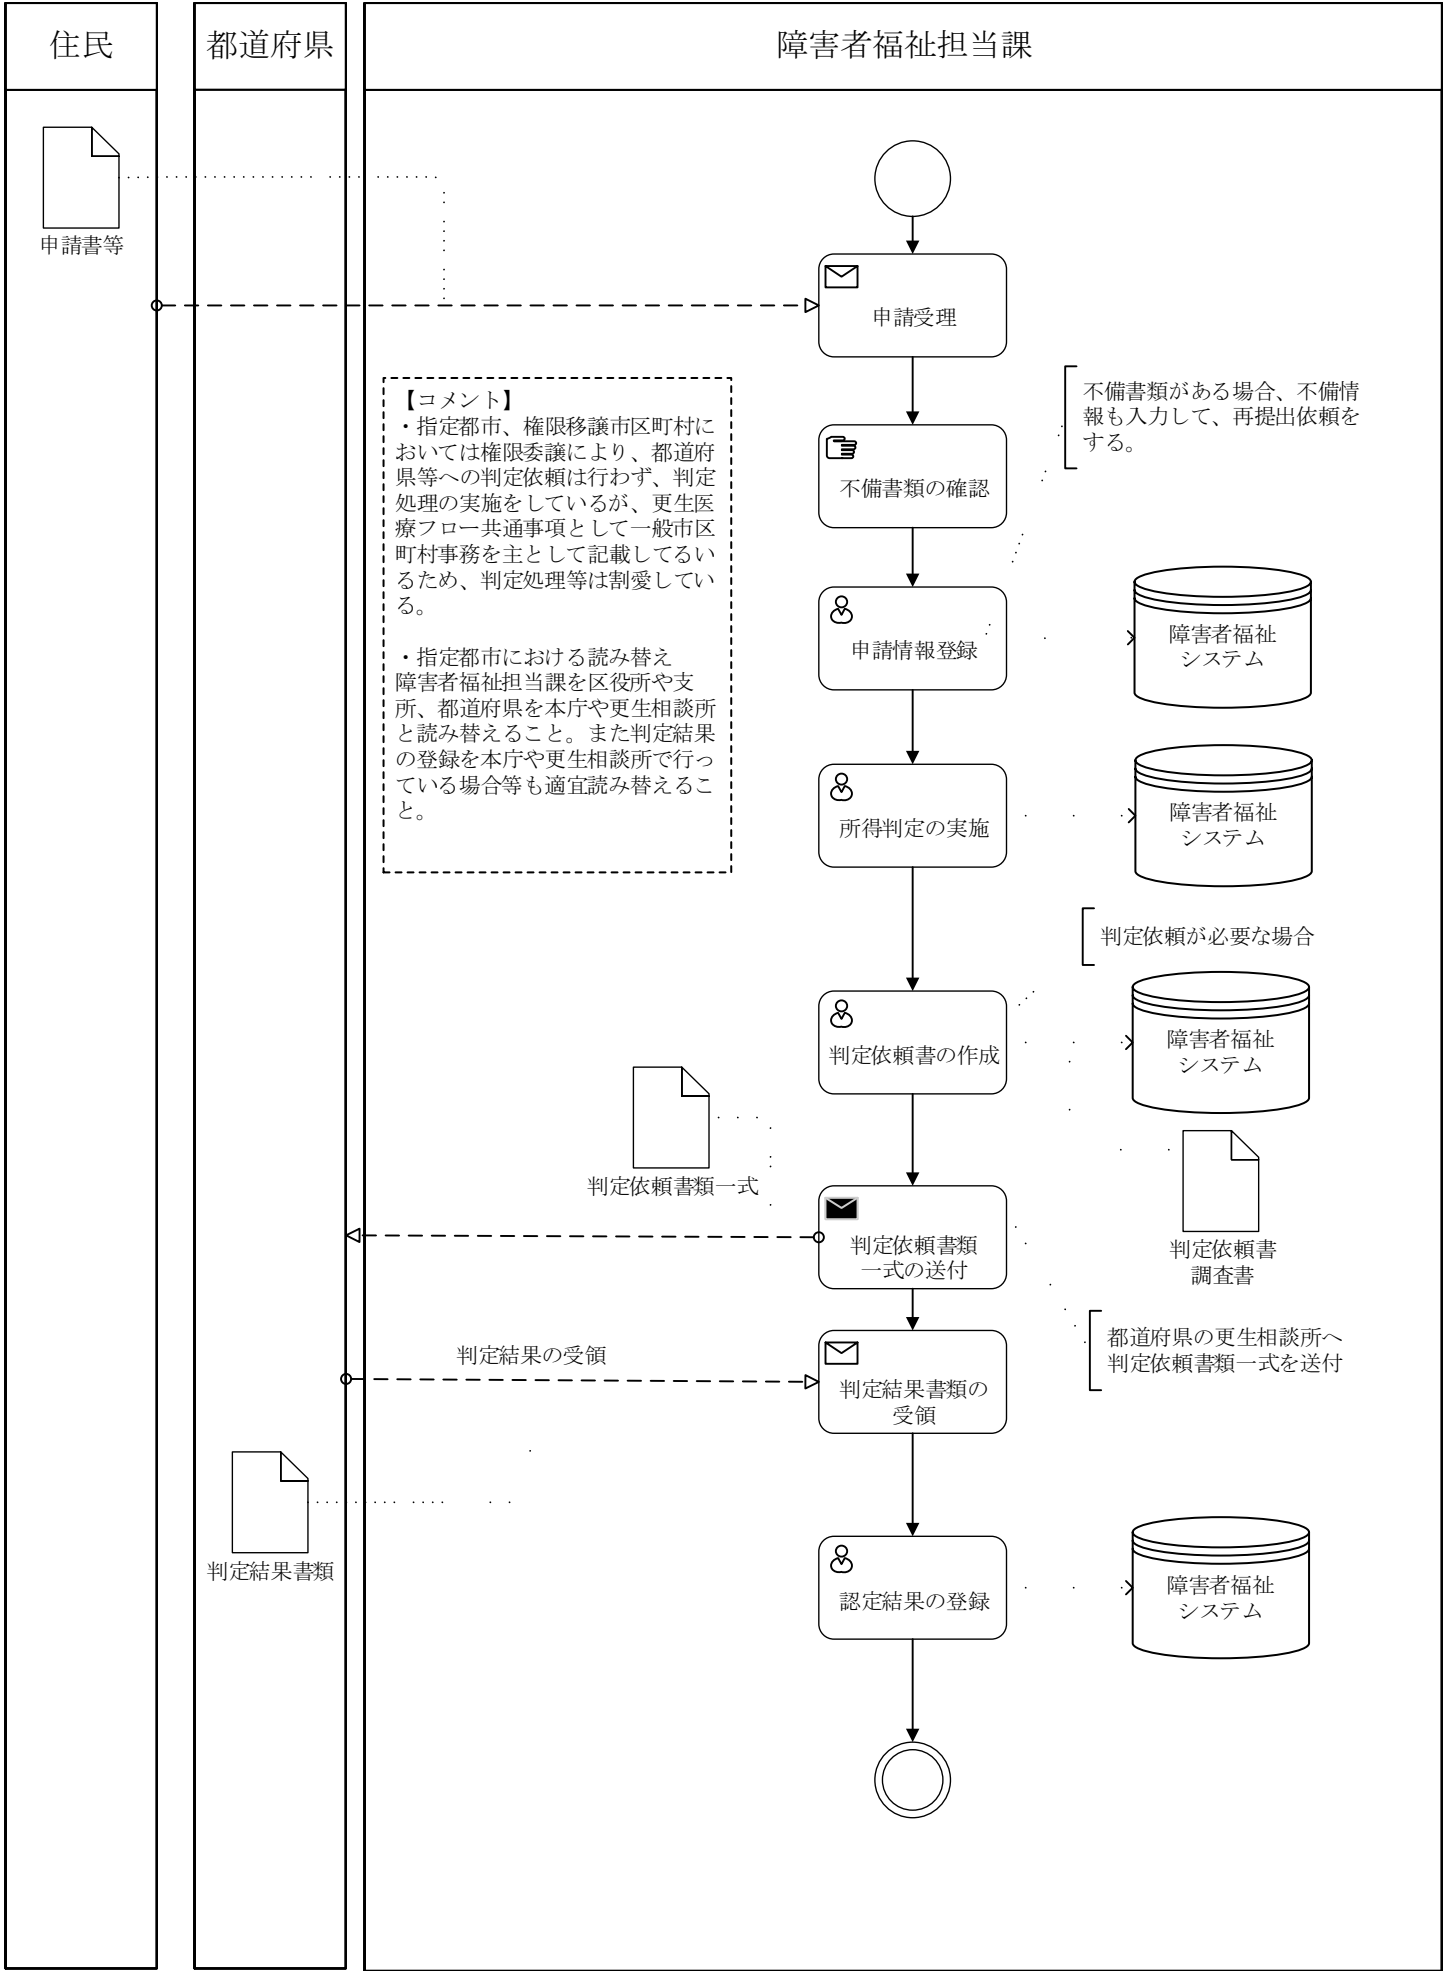 住民
都道府県
障害者福祉担当課
申請書等
申請受理
【コメント】
・指定都市、権限移譲市区町村に
おいては権限委譲により、都道府
県等への判定依頼は行わず、判定
処理の実施をしているが、更生医
療フロー共通事項として一般市区
町村事務を主として記載してるい
るため、判定処理等は割愛してい
る。
・指定都市における読み替え
障害者福祉担当課を区役所や支
所、都道府県を本庁や更生相談所
と読み替えること。また判定結果
の登録を本庁や更生相談所で行っ
ている場合等も適宜読み替えるこ
と。
不備書類がある場合、不備情
報も入力して、再提出依頼を
する。
不備書類の確認
申請情報登録
障害者福祉
システム
所得判定の実施
障害者福祉
システム
判定依頼が必要な場合
判定依頼書の作成
障害者福祉
システム
判定依頼書類一式
判定依頼書
調査書
判定依頼書類
一式の送付
都道府県の更生相談所へ
判定依頼書類一式を送付
判定結果の受領
判定結果書類の
受領
判定結果書類
認定結果の登録
障害者福祉
システム